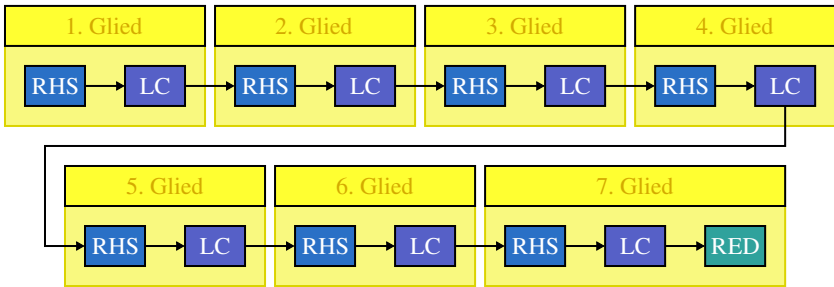 1. Glied 2. Glied 3. Glied 4. Glied
RHS LC RHS LC RHS LC RHS LC
5. Glied 6. Glied 7. Glied
RHS LC RHS LC RHS LC RED